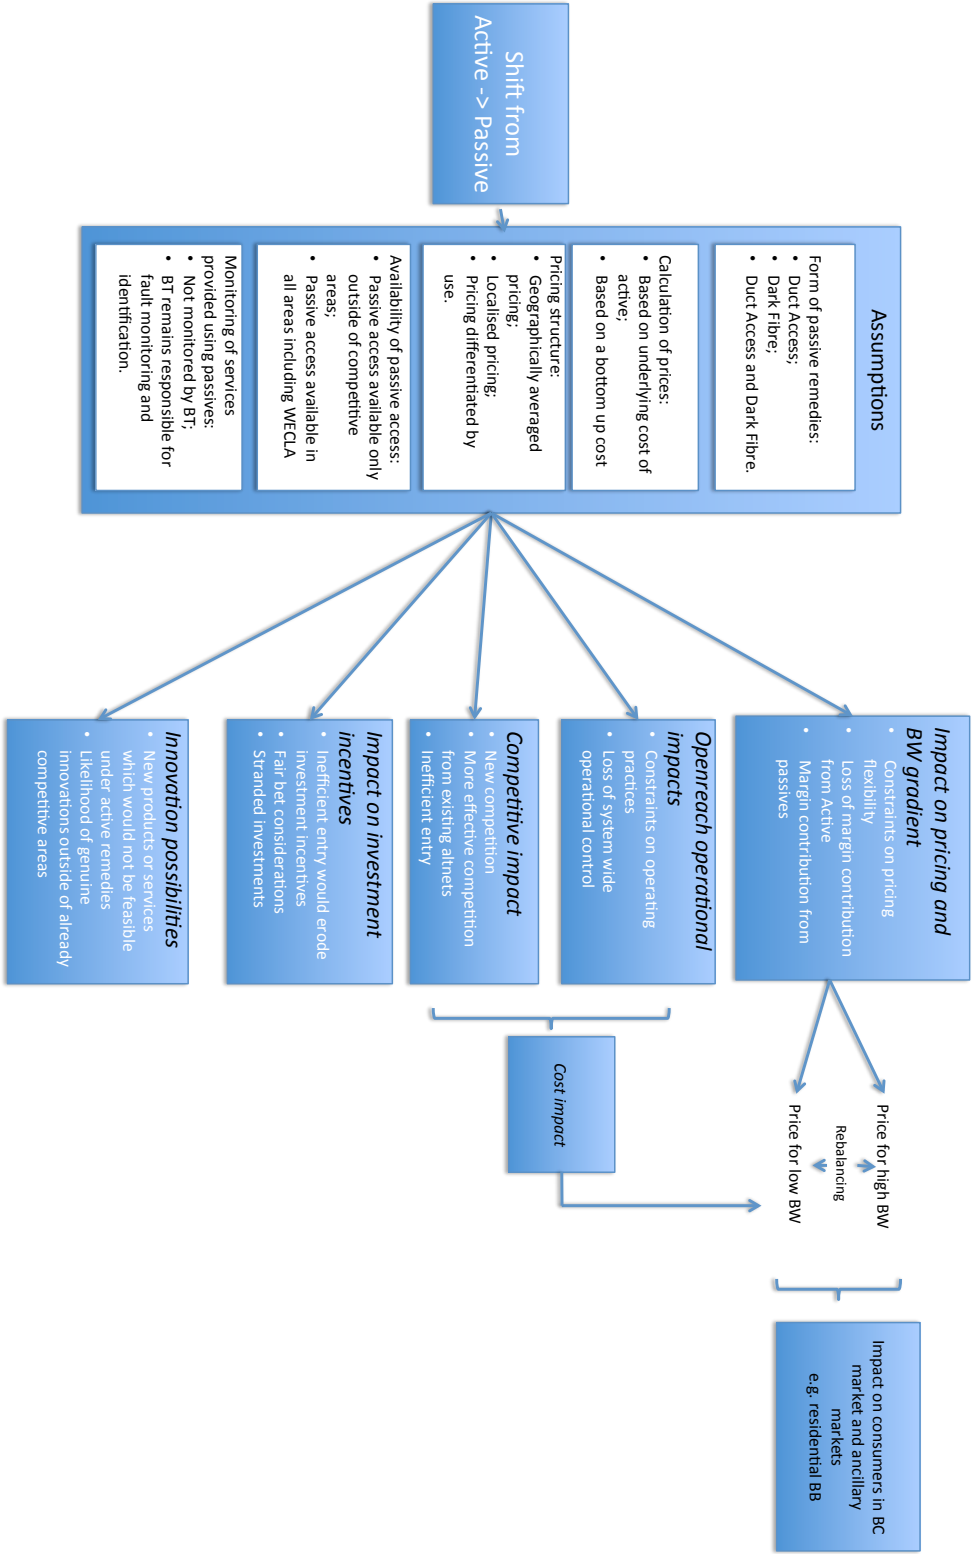 Shift from
Active -> Passive
Assumptions
Form of passive remedies:
• Duct Access;
• Dark Fibre;
• Duct Access and Dark Fibre.
Calculation of prices:
• Based on underlying cost of
active;
• Based on a bottom up cost
Pricing structure:
• Geographically averaged
pricing;
• Localised pricing;
• Pricing differentiated by
use.
Availability of passive access:
• Passive access available only
outside of competitive
areas;
• Passive access available in
all areas including WECLA
Monitoring of services
provided using passives:
• Not monitored by BT;
• BT remains responsible for
fault monitoring and
identification.
Impact on pricing and
BW gradient
• Constraints on pricing
flexibility
• Loss of margin contribution
from Active
• Margin contribution from
passives
Openreach operational
impacts
• Constraints on operating
practices
• Loss of system wide
operational control
Competitive impact
• New competition
• More effective competition
from existing altnets
• Inefficient entry
Impact on investment
incentives
• Inefficient entry would erode
investment incentives
• Fair bet considerations
• Stranded investments
Innovation possibilities
• New products or services
which would not be feasible
under active remedies
• Likelihood of genuine
innovations outside of already
competitive areas
Cost impact
Price for high BW
Rebalancing
Price for low BW
Impact on consumers in BC
market and ancillary
markets
e.g. residential BB